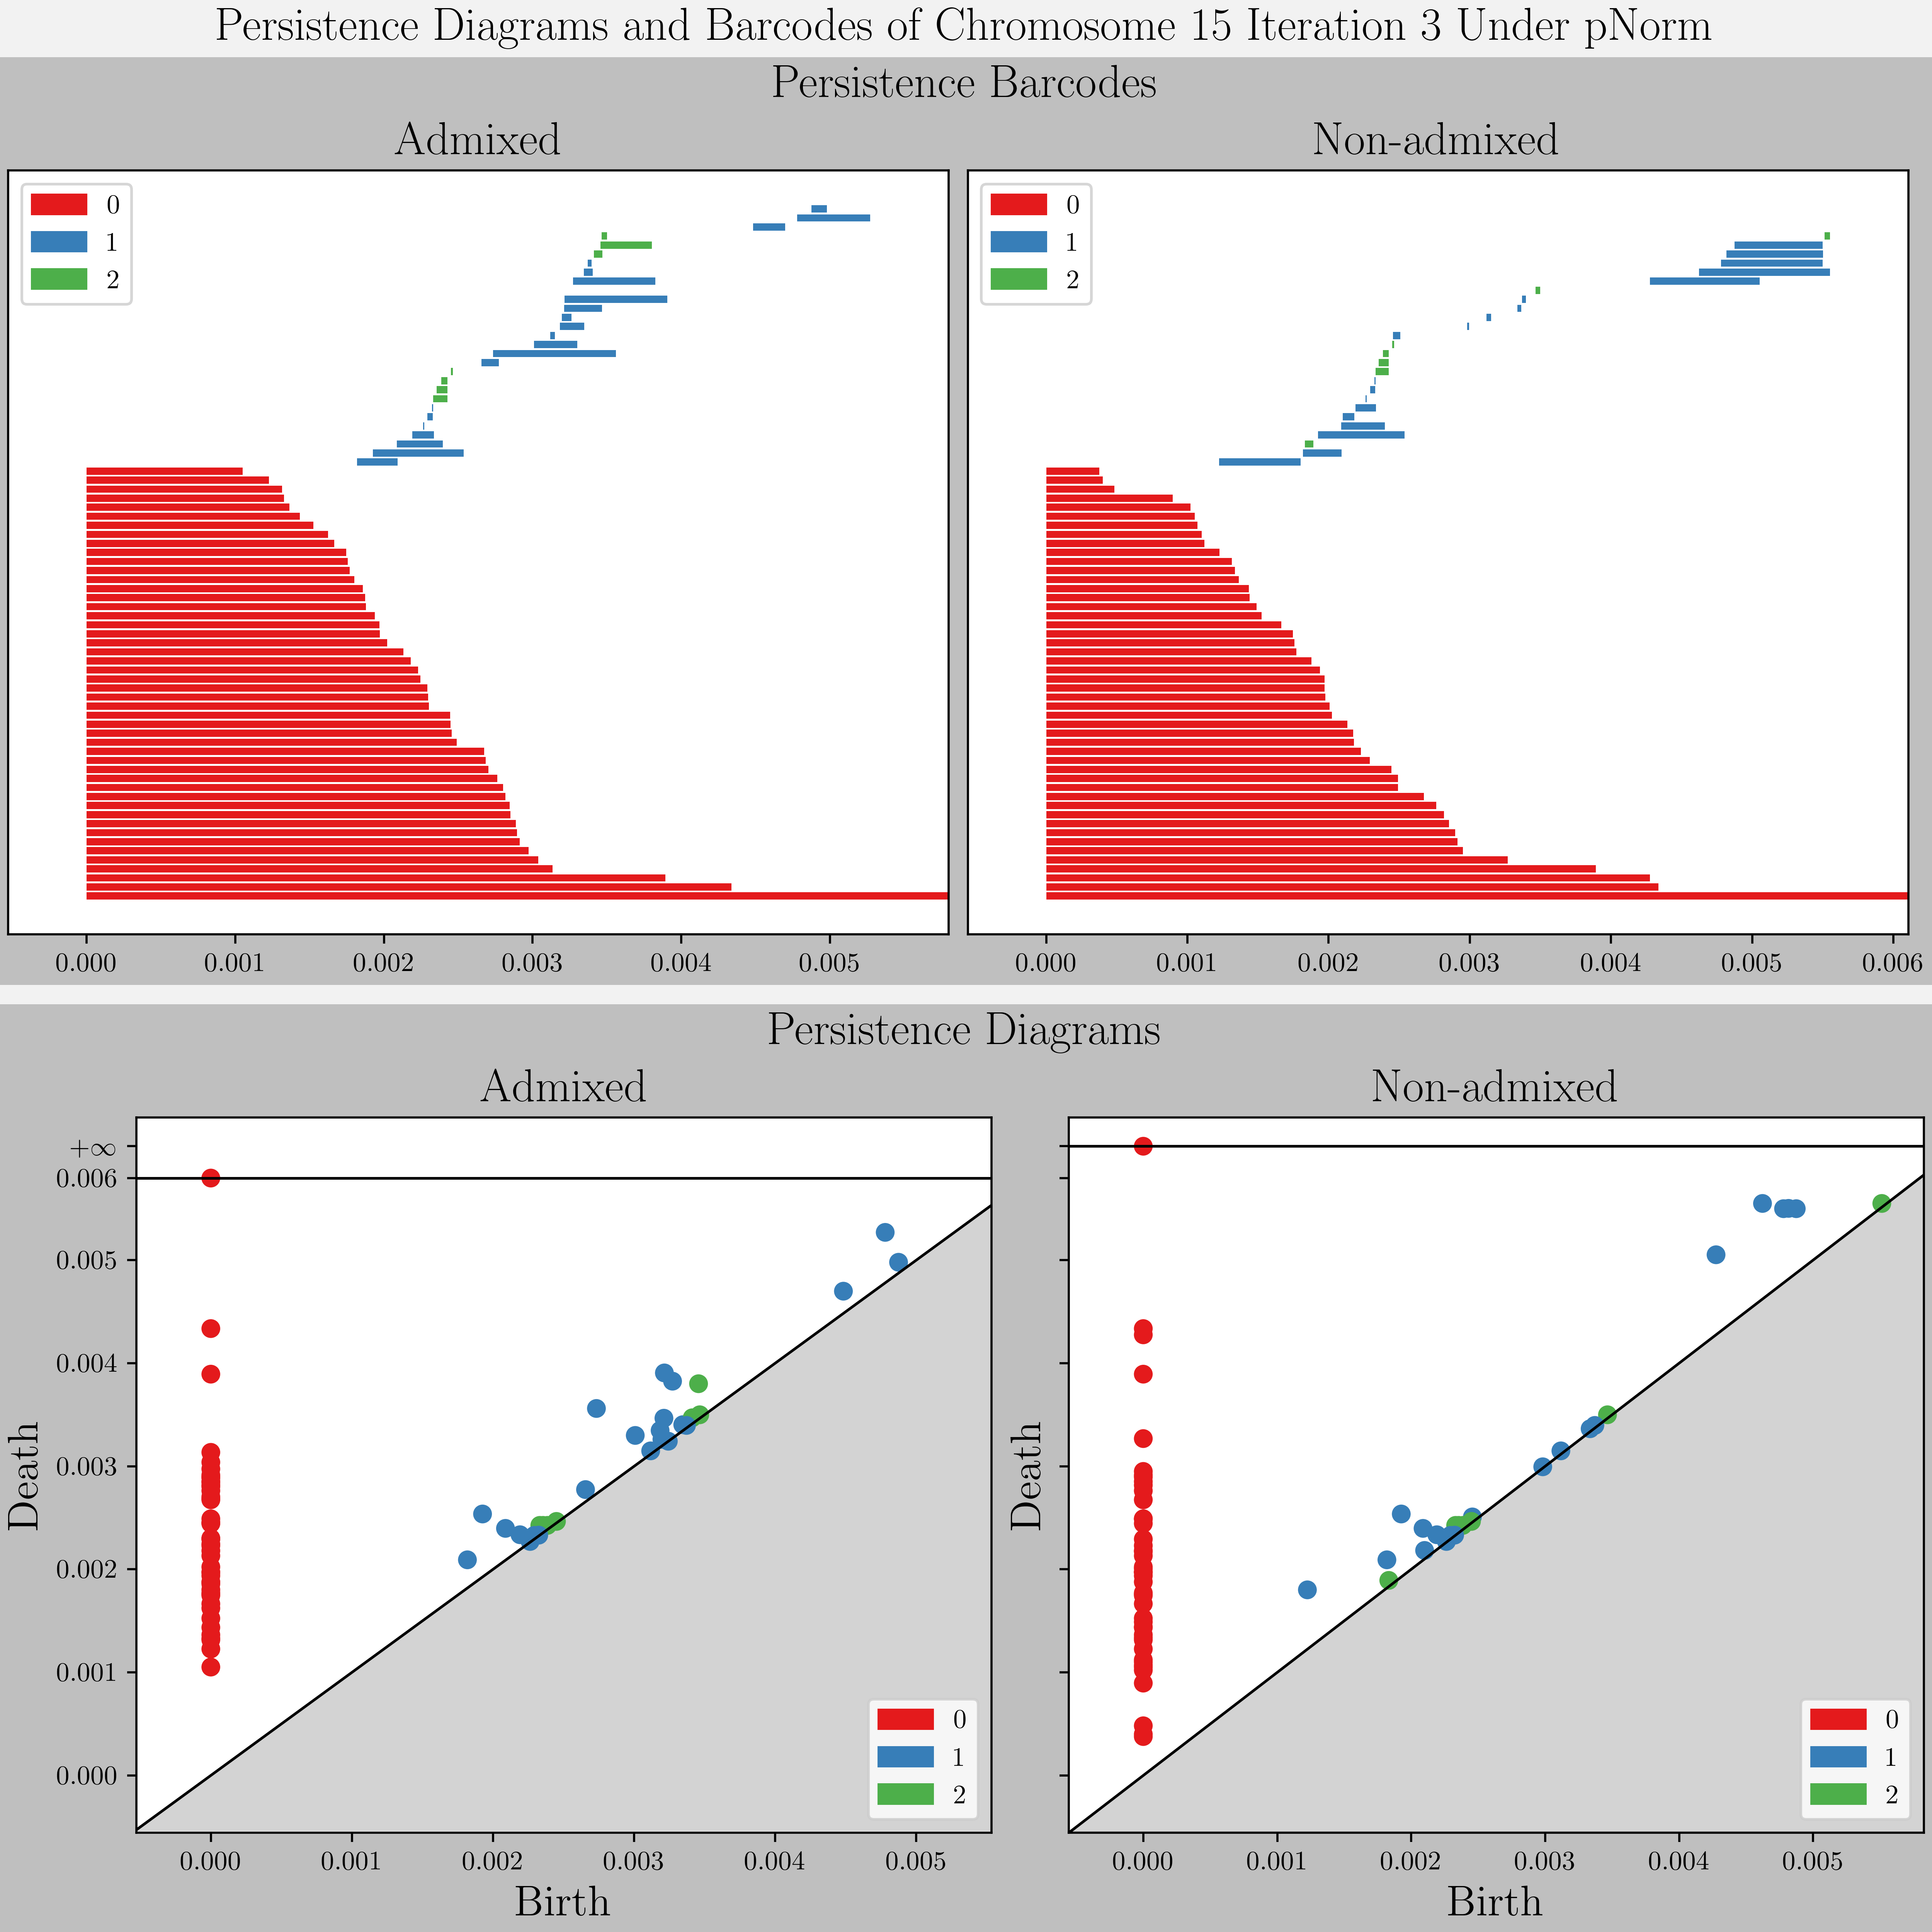 Persistence Diagrams and Barcodes of Chromosome 15 Iteration 3 Under pNorm
Persistence Barcodes
Admixed
Non-admixed
0
1
2
0
1
2
0.000 0.001 0.002 0.003 0.004 0.005
0.000 0.001 0.002 0.003 0.004 0.005 0.006
Persistence Diagrams
Admixed
Non-admixed
+∞
0.006
0.005
0.004
0.003
0.002
0.001
0.000
Death
Death
0
1
2
0
1
2
0.000 0.001 0.002 0.003 0.004 0.005
0.000 0.001 0.002 0.003 0.004 0.005
Birth
Birth